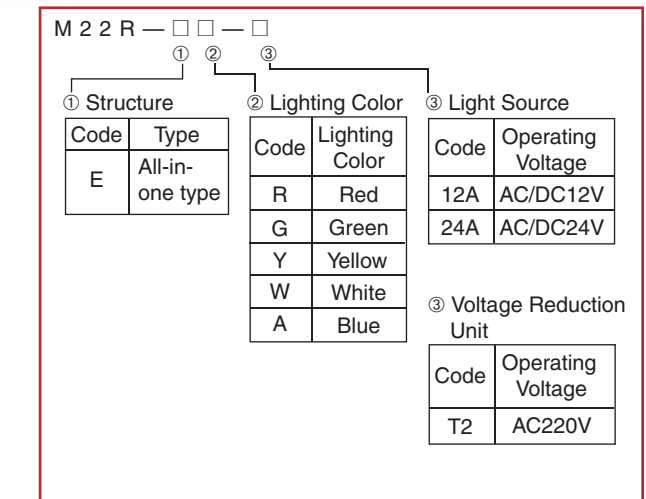 M 2 2 R — □ □ — □
① ② ③
① Structure
Code Type
E All-in-
one type
② Lighting Color
Code Lighting
Color
R Red
G Green
Y Yellow
W White
A Blue
③ Light Source
Code Operating
Voltage
12A AC/DC12V
24A AC/DC24V
③ Voltage Reduction
Unit
Code Operating
Voltage
T2 AC220V